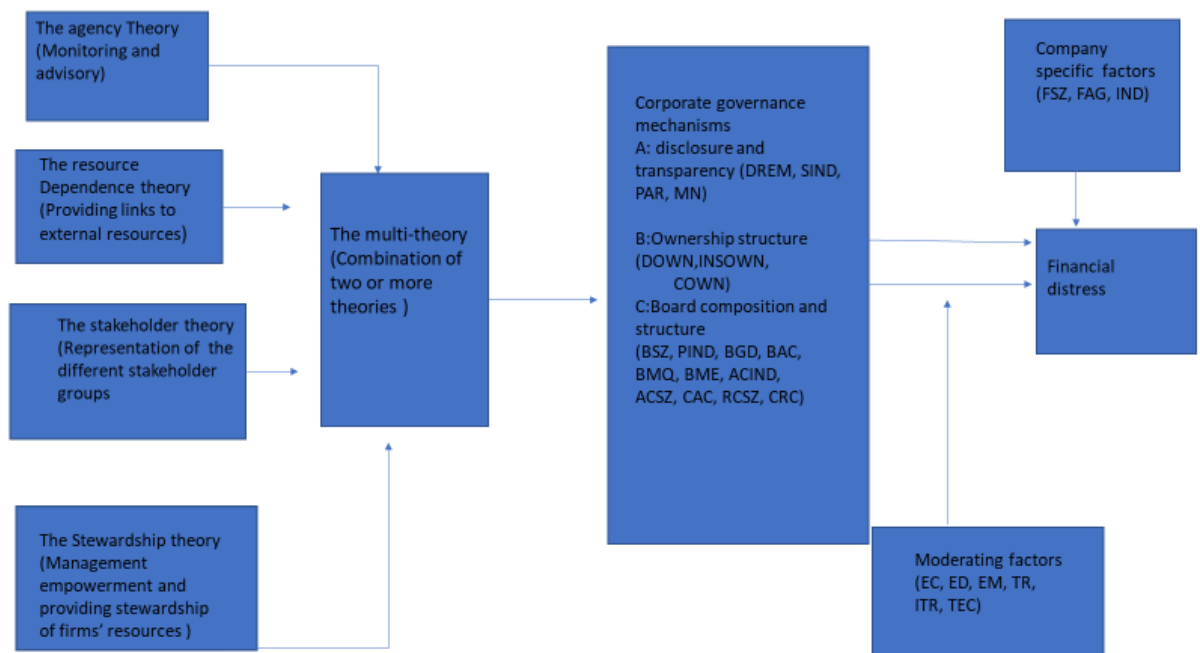 The agency Theory
(Monitoring and
advisory)
The resource
Dependence theory
(Providing links to
external resources)
The stakeholder theory
(Representation of the
different stakeholder
groups
The Stewardship theory
(Management
empowerment and
providing stewardship
of firms' resources )
The multi-theory
(Combination of
two or more
theories )
Corporate governance
mechanisms
A: disclosure and
transparency (DREM, SIND,
PAR, MN)
B:Ownership structure
(DOWN,INSOWN,
COWN)
C:Board composition and
structure
(BSZ, PIND, BGD, BAC,
BMQ, BME, ACIND,
ACSZ, CAC, RCSZ, CRC)
Company
specific factors
(FSZ, FAG, IND)
Financial
distress
Moderating factors
(EC, ED, EM, TR,
ITR, TEC)